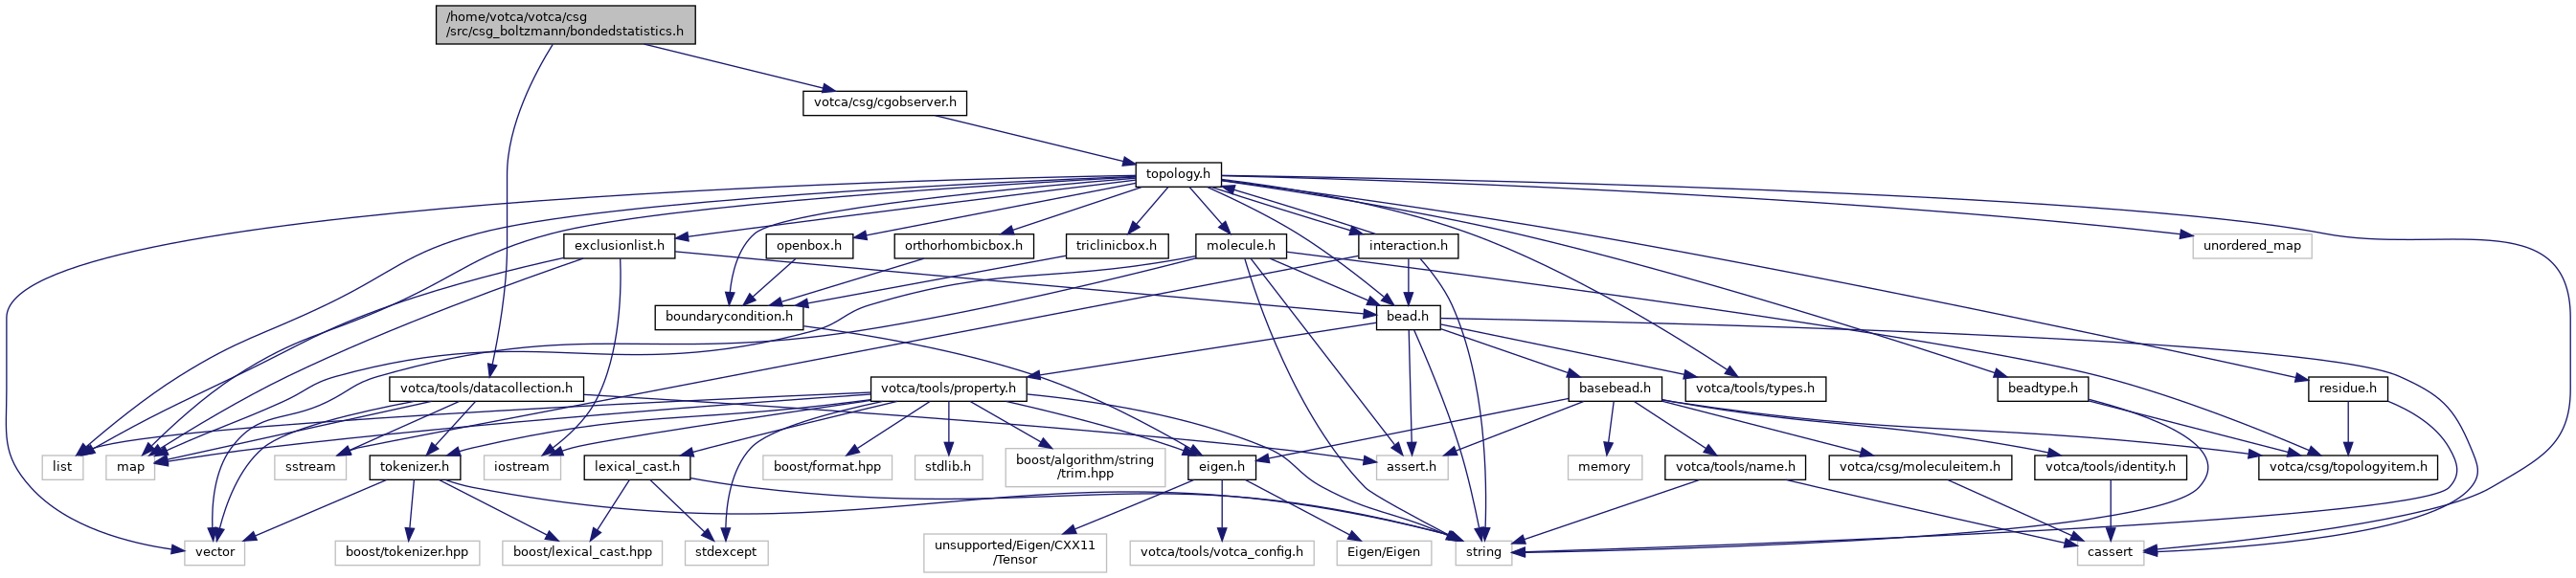 /home/votca/votca/csg
/src/csg_boltzmann/bondedstatistics.h
votca/csg/cgobserver.h
topology.h
exclusionlist.h
openbox.h
orthorhombicbox.h
triclinicbox.h
molecule.h
interaction.h
unordered_map
boundarycondition.h
bead.h
votca/tools/datacollection.h
votca/tools/property.h
basebead.h
votca/tools/types.h
beadtype.h
residue.h
list
map
sstream
tokenizer.h
iostream
lexical_cast.h
boost/format.hpp
stdlib.h
boost/algorithm/string
/trim.hpp
eigen.h
assert.h
memory
votca/tools/name.h
votca/csg/moleculeitem.h
votca/tools/identity.h
votca/csg/topologyitem.h
vector
boost/tokenizer.hpp
boost/lexical_cast.hpp
stdexcept
unsupported/Eigen/CXX11
/Tensor
votca/tools/votca_config.h
Eigen/Eigen
string
cassert